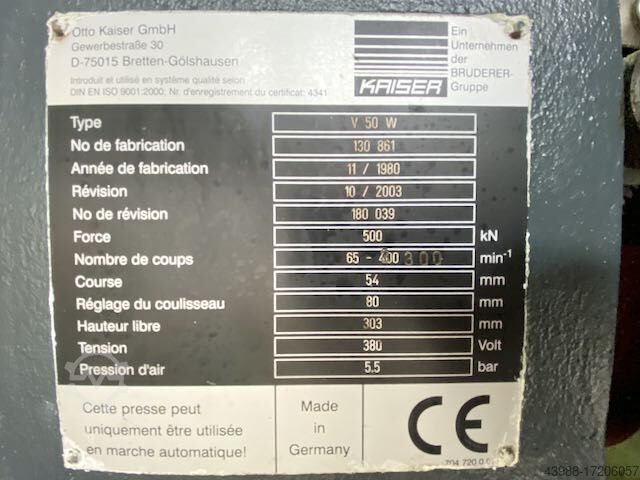 Otto Kaiser GmbH
Gewerbestraße 30
D-75015 Bretten-Gölshausen
Introduit et utilisé en système qualité selon
DIN EN ISO 9001:2000; Nr. d'enregistrement du certificat: 4341
KAISER
Ein
Unternehmen
der
BRUDERER-
Gruppe
Type V 50 W
No de fabrication 130 861
Année de fabrication 11 / 1980
Révision 10 / 2003
No de révision 180 039
Force 500 kN
Nombre de coups 65 - 400 300 min-1
Course 54 mm
Réglage du coulisseau 80 mm
Hauteur libre 303 mm
Tension 380 Volt
Pression d'air 5.5 bar
Cette presse peut
uniquement être utilisée
en marche automatique!
Made
in
Germany
CE
704 720 0
43988-17206057